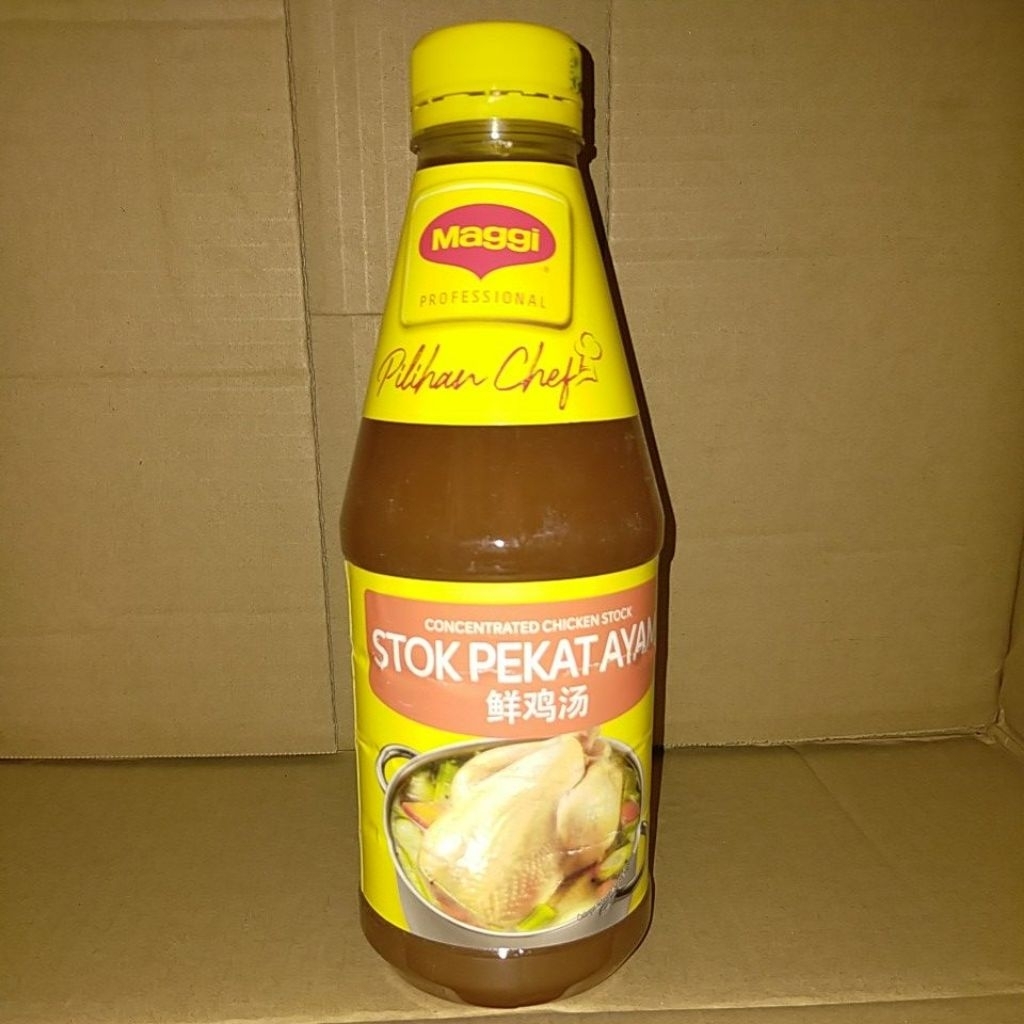 Maggi
PROFESSIONAL
Pilihan Chef
CONCENTRATED CHICKEN STOCK
STOK PEKAT AYAM
鲜鸡汤